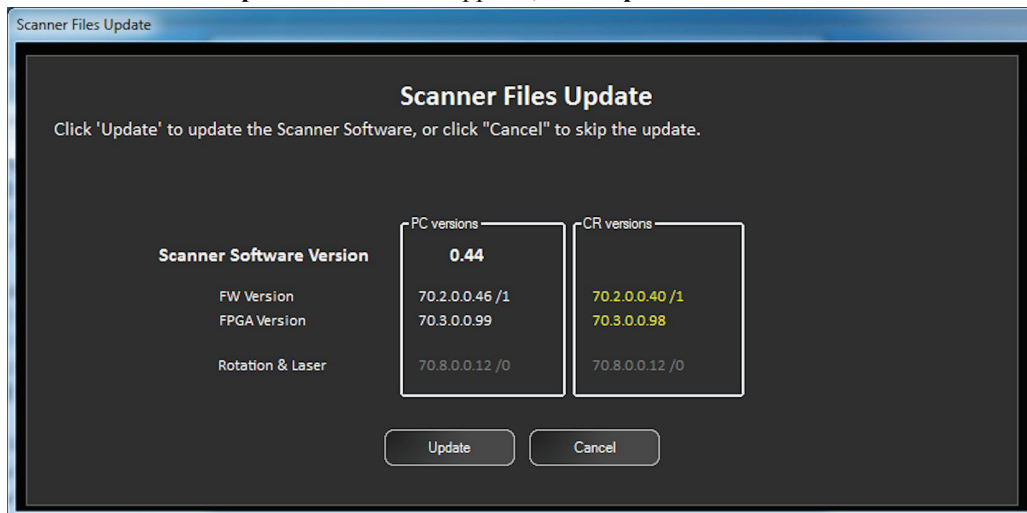 Scanner Files Update
Scanner Files Update
Click 'Update' to update the Scanner Software, or click "Cancel" to skip the update.
PC versions CR versions
Scanner Software Version 0.44
FW Version 70.2.0.0.46 /1 70.2.0.0.40 /1
FPGA Version 70.3.0.0.99 70.3.0.0.98
Rotation & Laser 70.8.0.0.12 /0 70.8.0.0.12 /0
Update Cancel